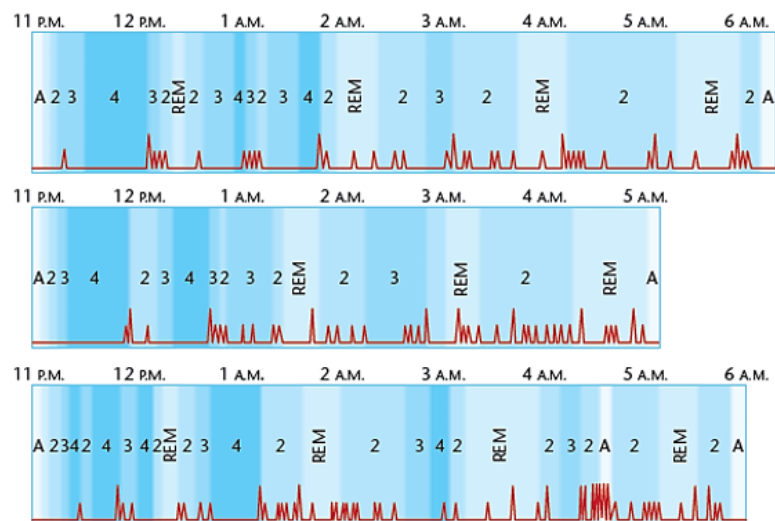 11 P.M. 12 P.M. 1 A.M. 2 A.M. 3 A.M. 4 A.M. 5 A.M. 6 A.M.
A 2 3 4 3 2 REM 2 3 4 3 2 3 4 2 REM 2 3 2 REM 2 REM 2 A
11 P.M. 12 P.M. 1 A.M. 2 A.M. 3 A.M. 4 A.M. 5 A.M.
A 2 3 4 2 3 4 3 2 3 2 REM 2 3 REM 2 REM A
11 P.M. 12 P.M. 1 A.M. 2 A.M. 3 A.M. 4 A.M. 5 A.M. 6 A.M.
A 2 3 4 2 4 3 4 2 REM 2 3 4 2 REM 2 3 4 2 REM 2 3 2 A 2 REM 2 A